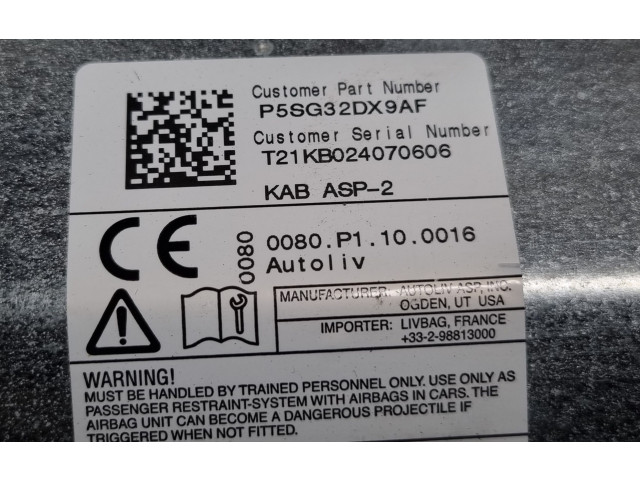 Customer Part Number
P5SG32DX9AF
Customer Serial Number
T21KB024070606
KAB ASP-2
CE
0080
0080.P1.10.0016
Autoliv
MANUFACTURER: AUTOLIV ASP, INC.
OGDEN, UT USA
IMPORTER: LIVBAG, FRANCE
+33-2-98813000
WARNING!
MUST BE HANDLED BY TRAINED PERSONNEL ONLY. USE ONLY AS
PASSENGER RESTRAINT-SYSTEM WITH AIRBAGS IN CARS. THE
AIRBAG UNIT CAN BECOME A DANGEROUS PROJECTILE IF
THROWN WHEN NOT FITTED.